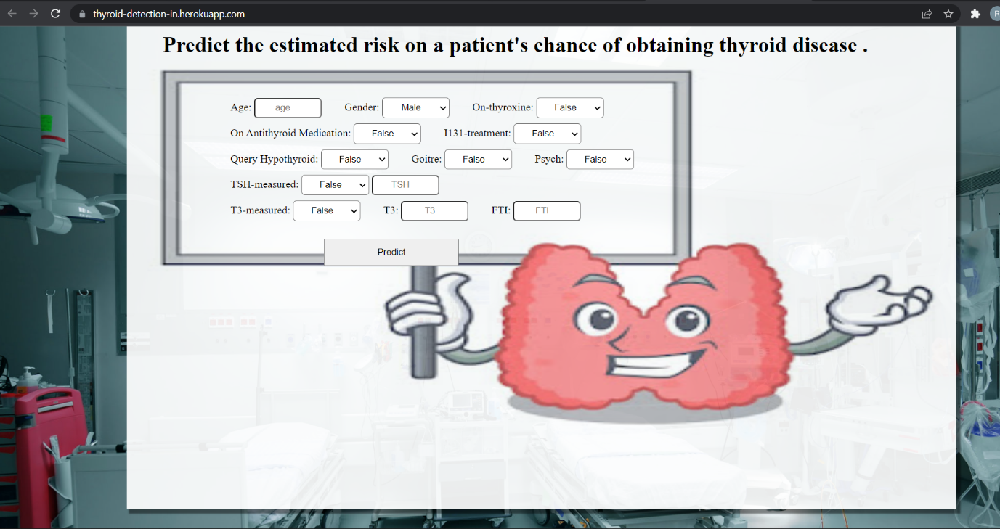 thyroid-detection-in.herokuapp.com
R
Predict the estimated risk on a patient's chance of obtaining thyroid disease .
Age: age Gender: Male On-thyroxine: False
On Antithyroid Medication: False I131-treatment: False
Query Hypothyroid: False Goitre: False Psych: False
TSH-measured: False TSH
T3-measured: False T3: T3 FTI: FTI
Predict